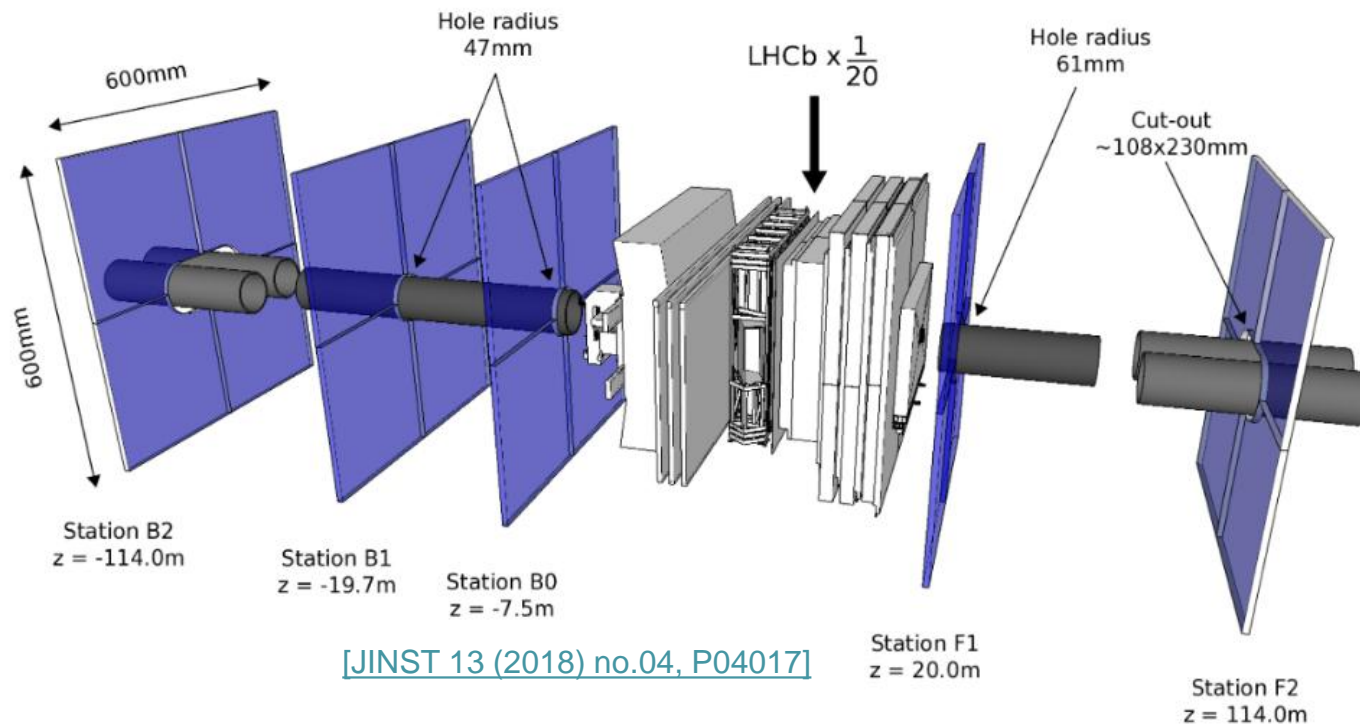 Hole radius
47mm
600mm
LHCb x 1/20
Hole radius
61mm
Cut-out
~108x230mm
600mm
Station B2
z = -114.0m
Station B1
z = -19.7m
Station B0
z = -7.5m
Station F1
z = 20.0m
Station F2
z = 114.0m
[JINST 13 (2018) no.04, P04017]